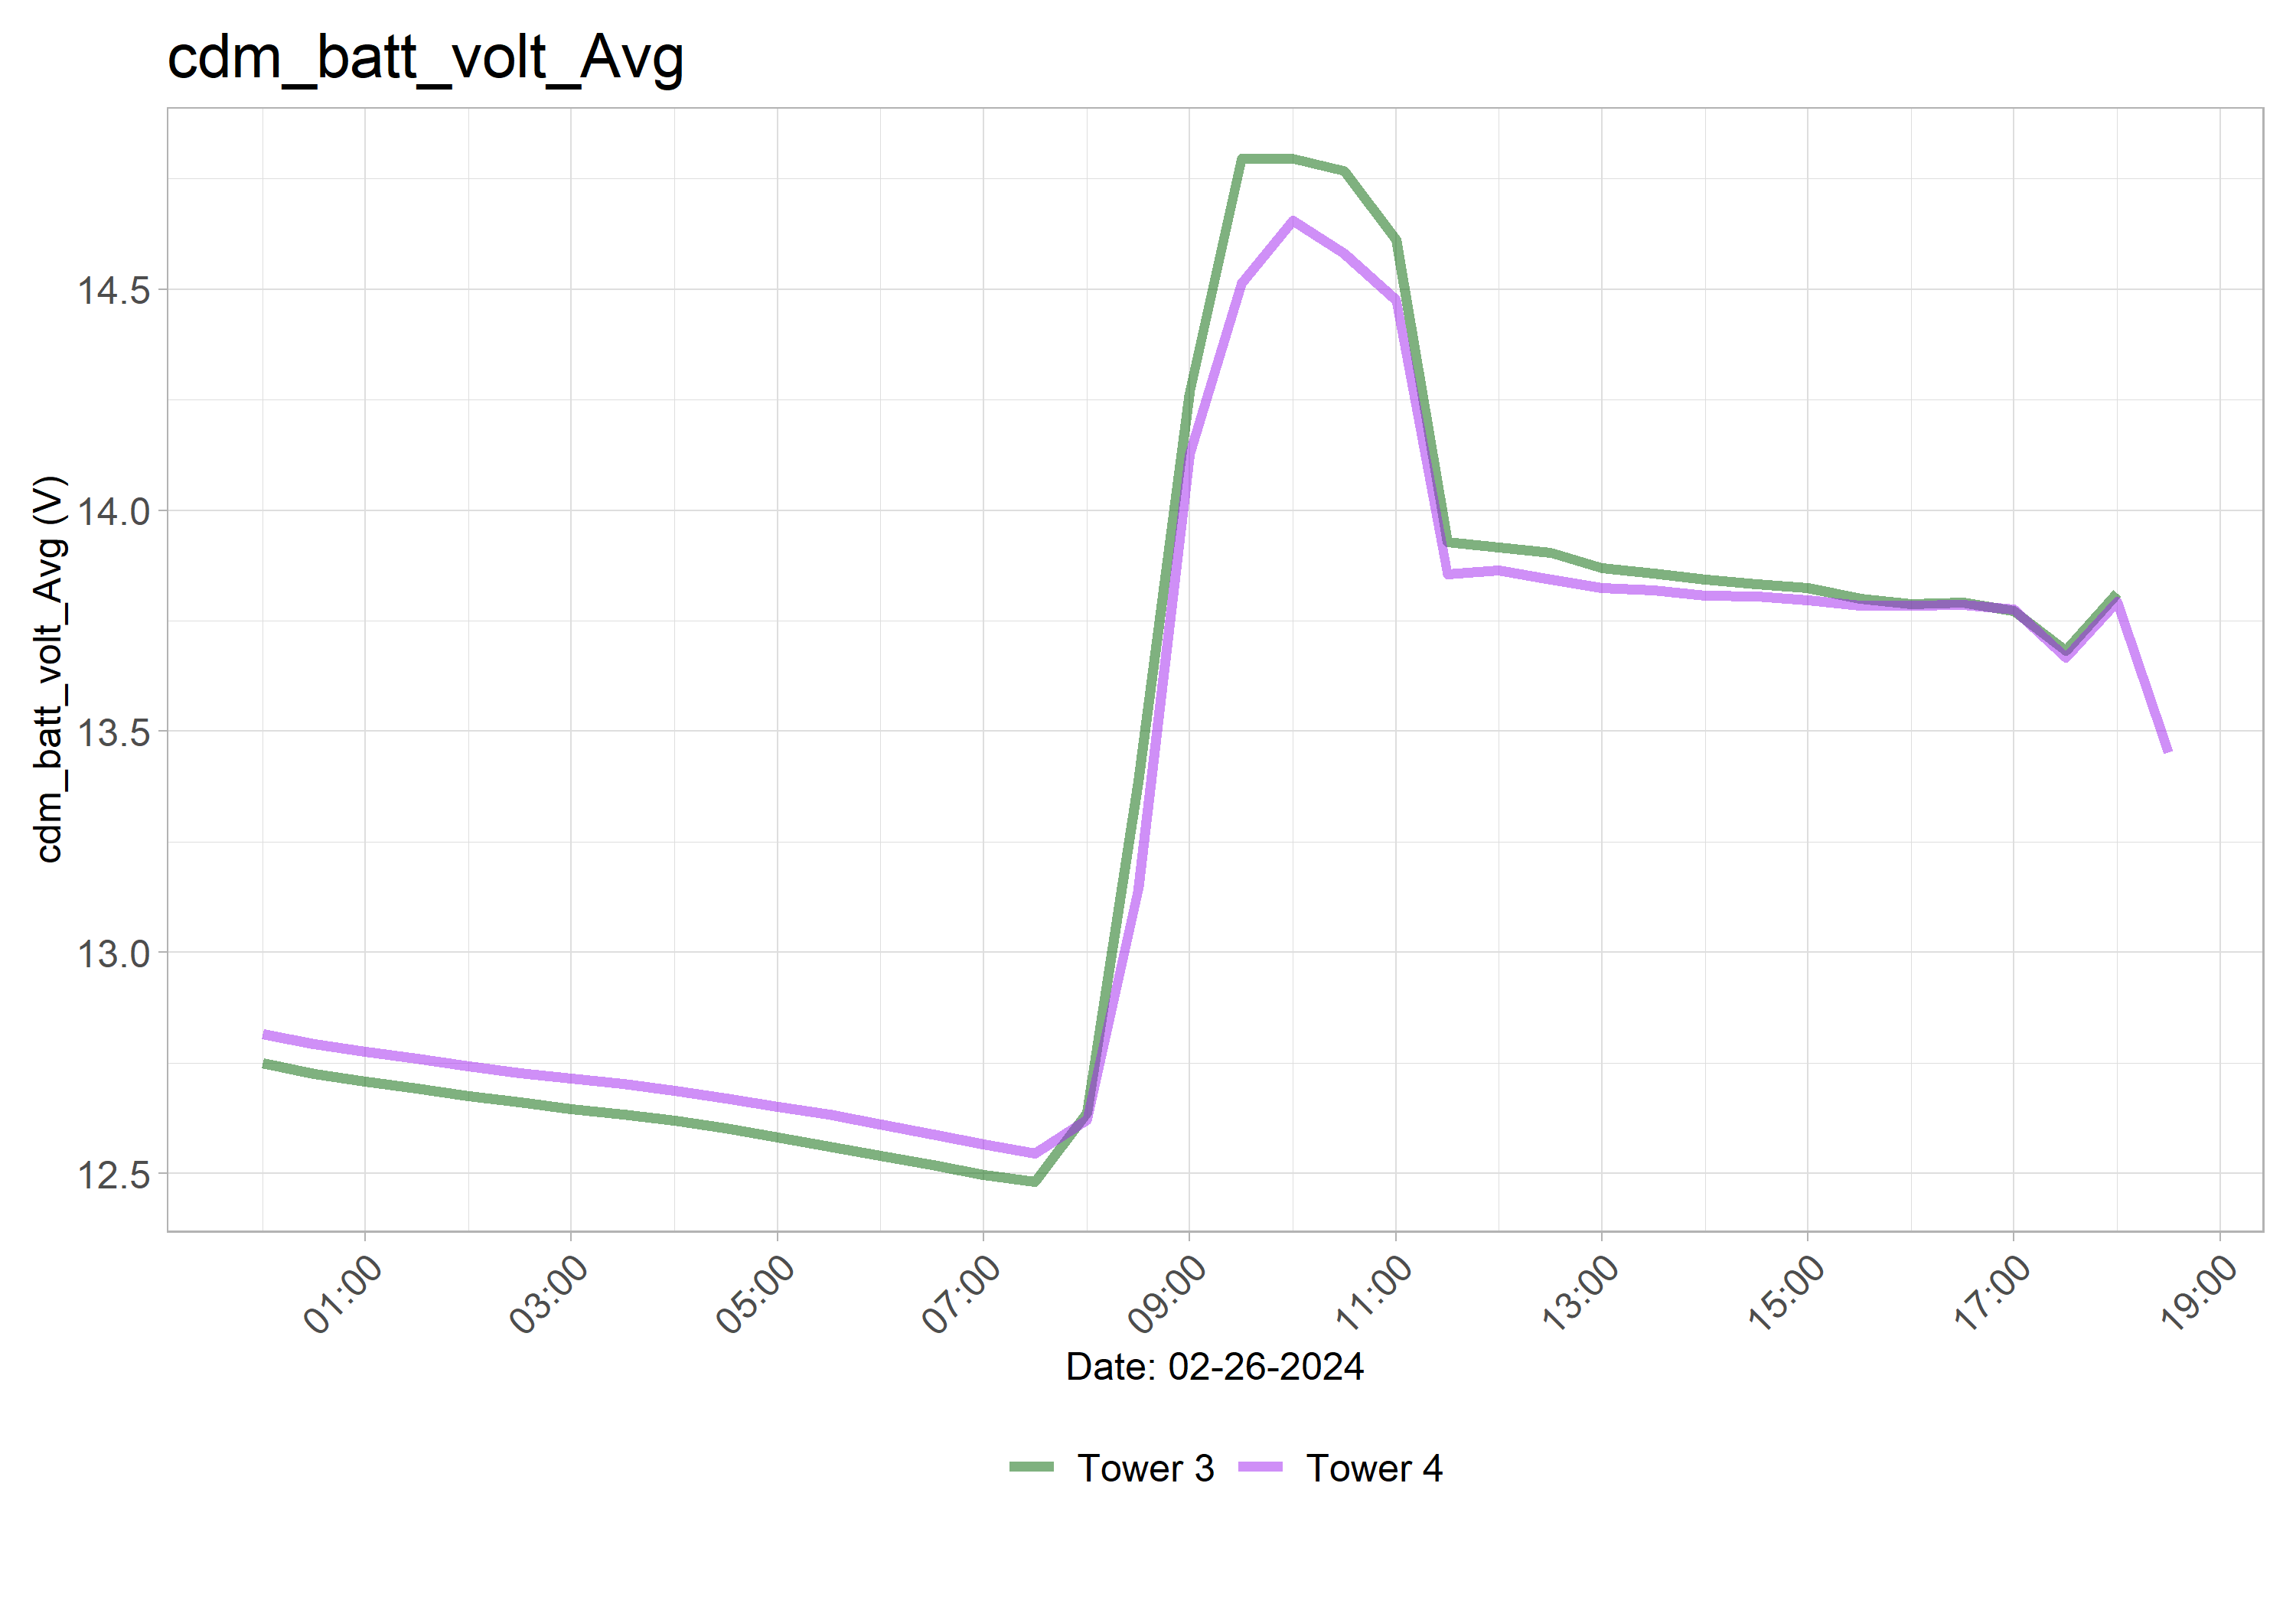 cdm_batt_volt_Avg
cdm_batt_volt_Avg (V)
14.5
14.0
13.5
13.0
12.5
01:00 03:00 05:00 07:00 09:00 11:00 13:00 15:00 17:00 19:00
Date: 02-26-2024
Tower 3 Tower 4